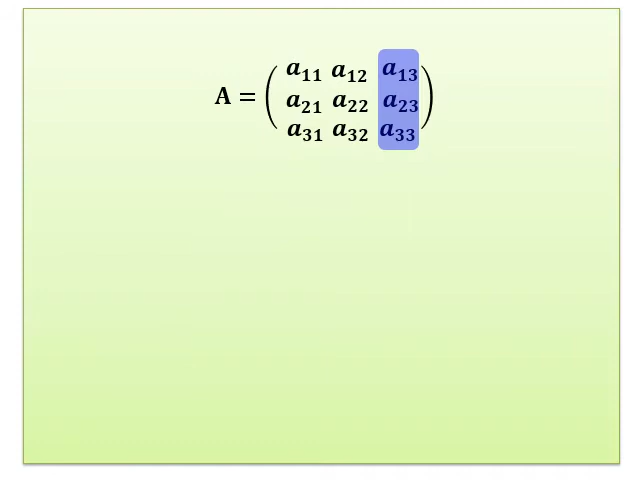 a₁₁ a₁₂ a₁₃
A = ( a₂₁ a₂₂ a₂₃ )
a₃₁ a₃₂ a₃₃